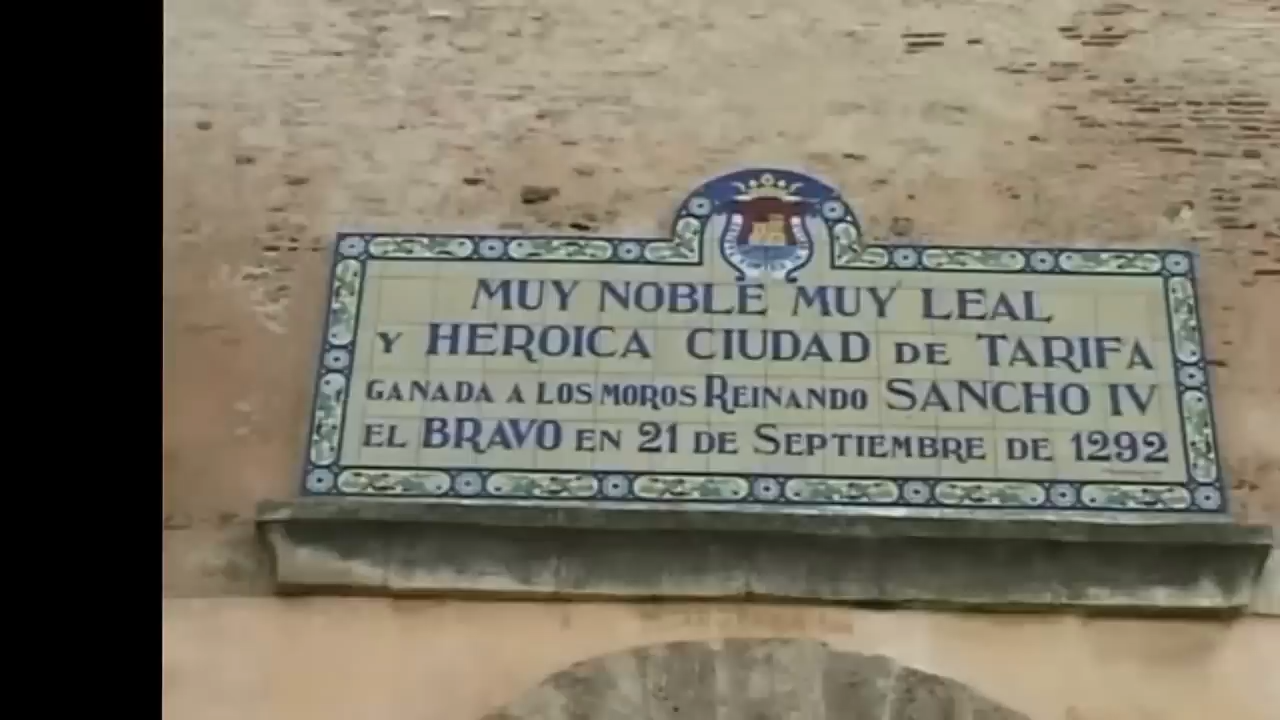 MUY NOBLE MUY LEAL
Y HEROICA CIUDAD DE TARIFA
GANADA A LOS MOROS REINANDO SANCHO IV
EL BRAVO EN 21 DE SEPTIEMBRE DE 1292